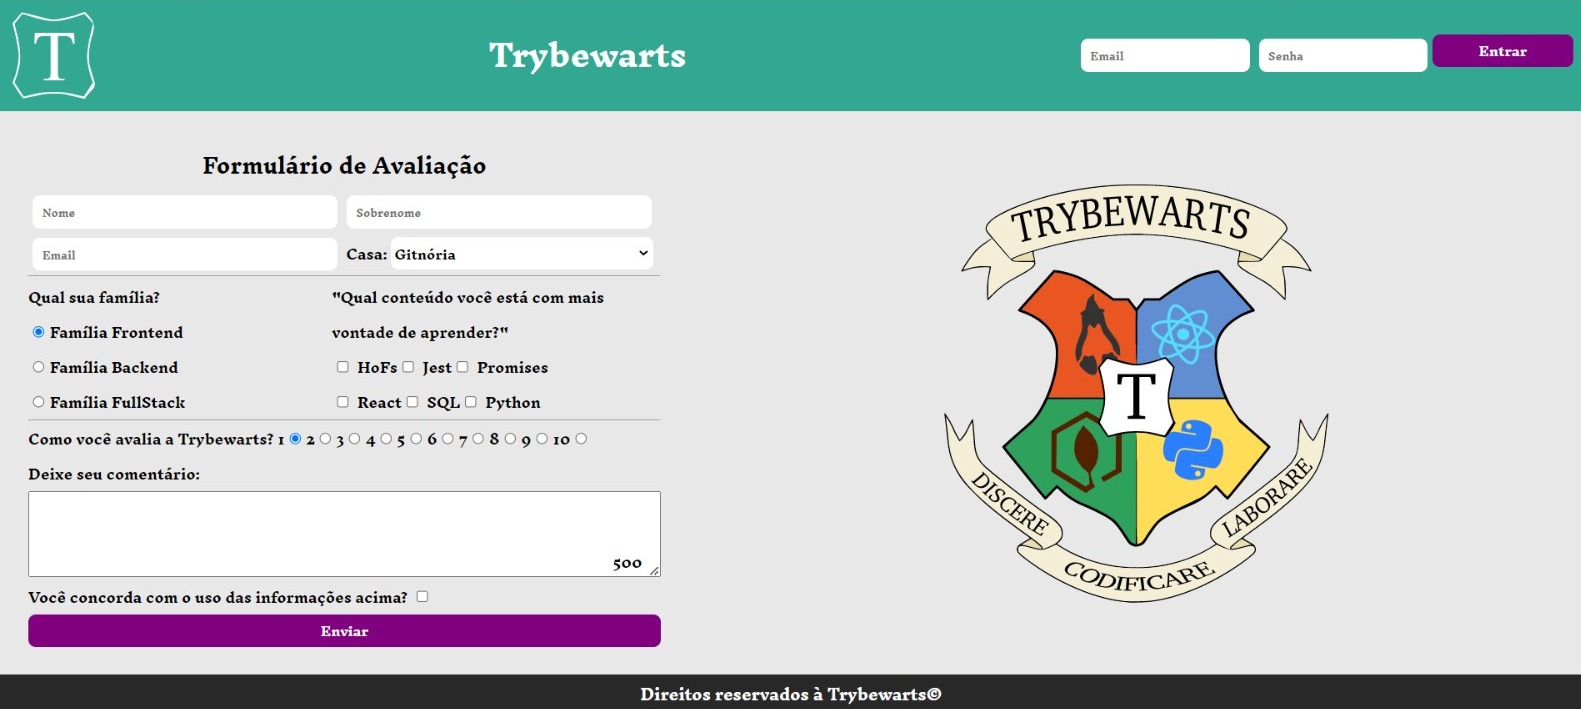 T
Trybewarts
Email
Senha
Entrar
Formulário de Avaliação
Nome
Sobrenome
Email
Casa: Gitnória
Qual sua família?
Família Frontend
Família Backend
Família FullStack
"Qual conteúdo você está com mais
vontade de aprender?"
HoFs Jest Promises
React SQL Python
Como você avalia a Trybewarts? 1 2 3 4 5 6 7 8 9 10
Deixe seu comentário:
500
Você concorda com o uso das informações acima?
Enviar
TRYBEWARTS
T
DISCERE
CODIFICARE
LABORARE
Direitos reservados à Trybewarts©